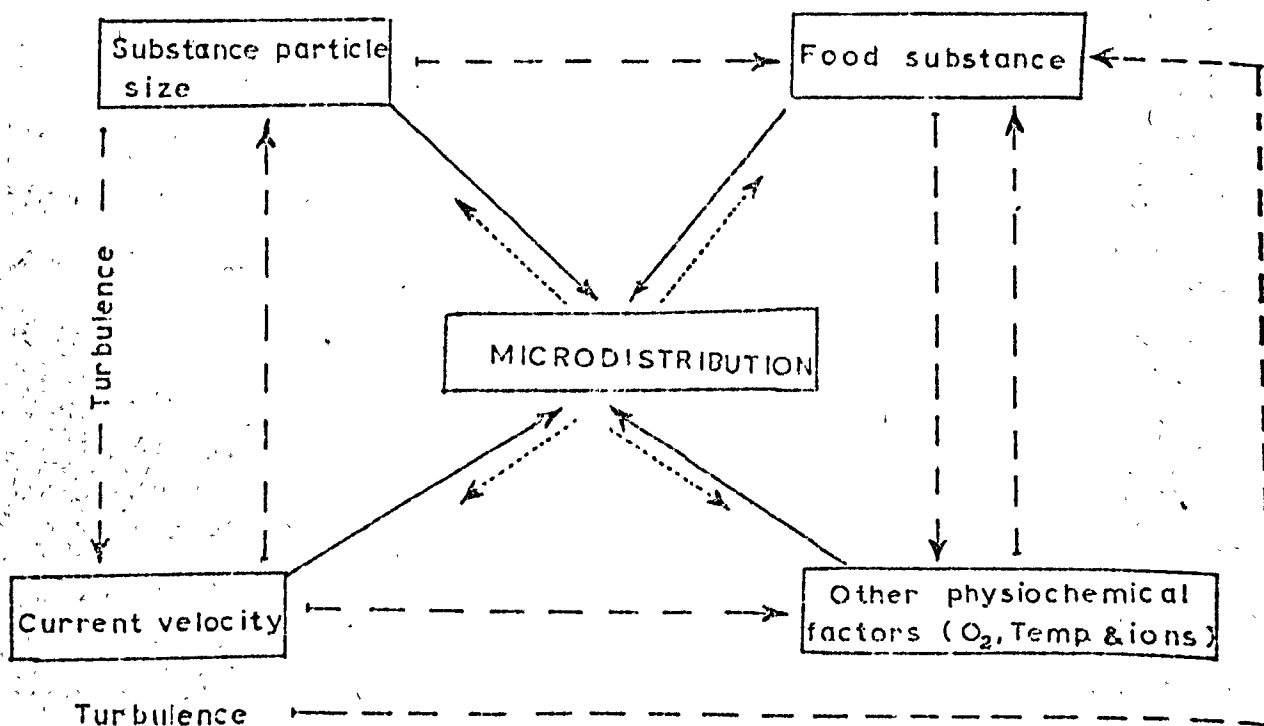 Substance particle
size
Food substance
Turbulence
MICRODISTRIBUTION
Current velocity
Other physiochemical
factors (O₂, Temp & ions)
Turbulence